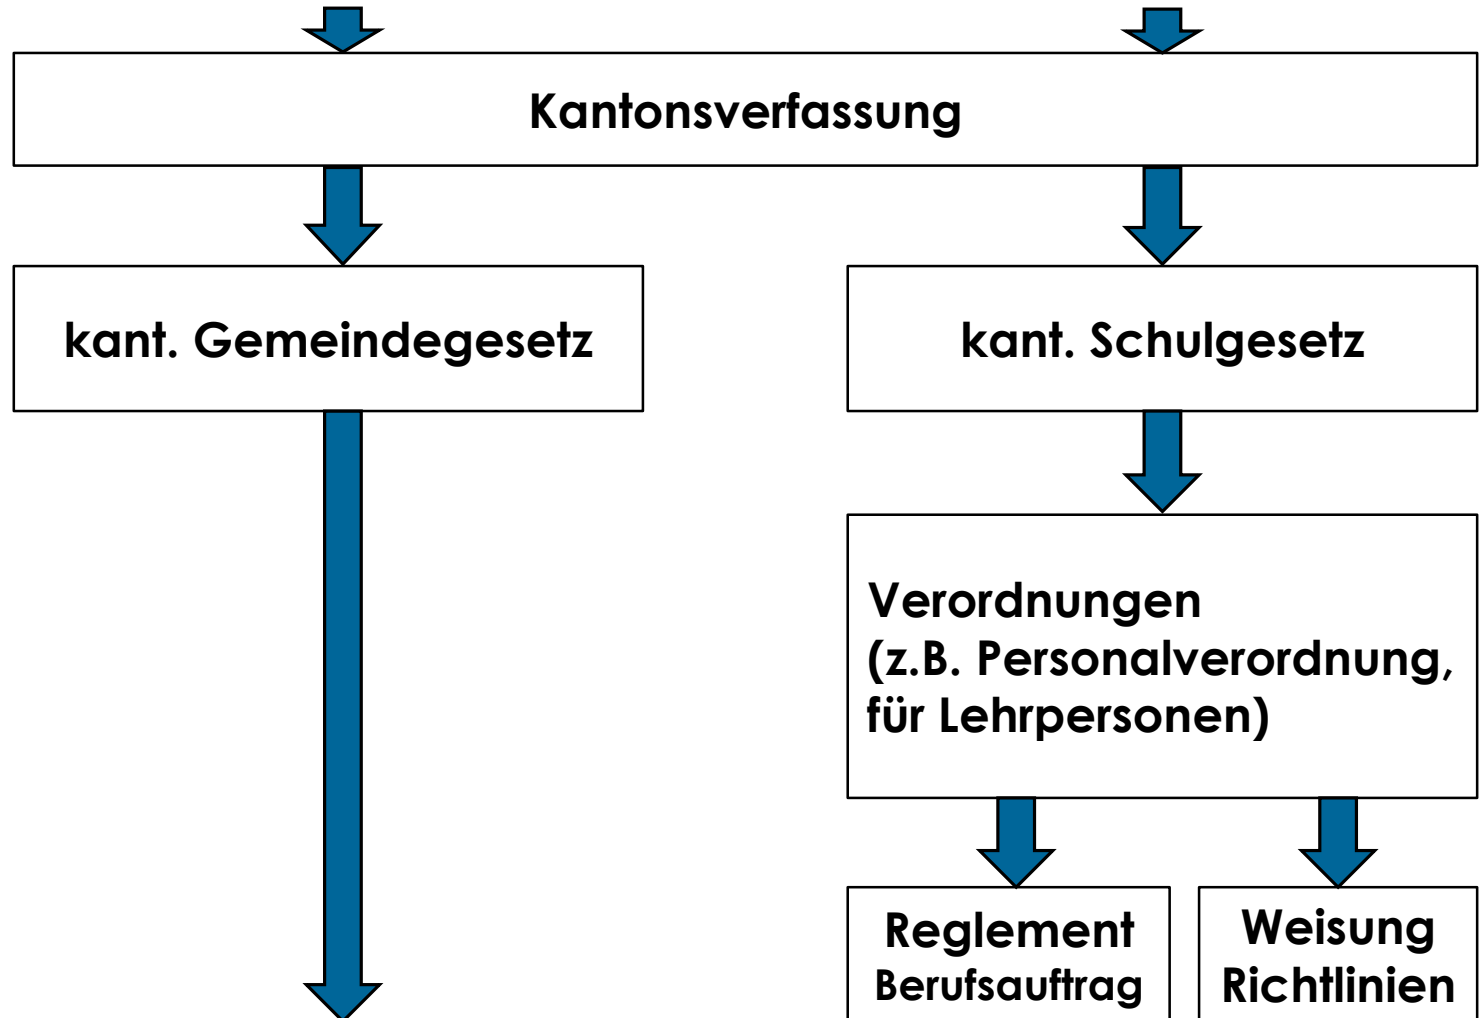 Kantonsverfassung
kant. Gemeindegesetz
kant. Schulgesetz
Verordnungen
(z.B. Personalverordnung,
für Lehrpersonen)
Reglement
Berufsauftrag
Weisung
Richtlinien